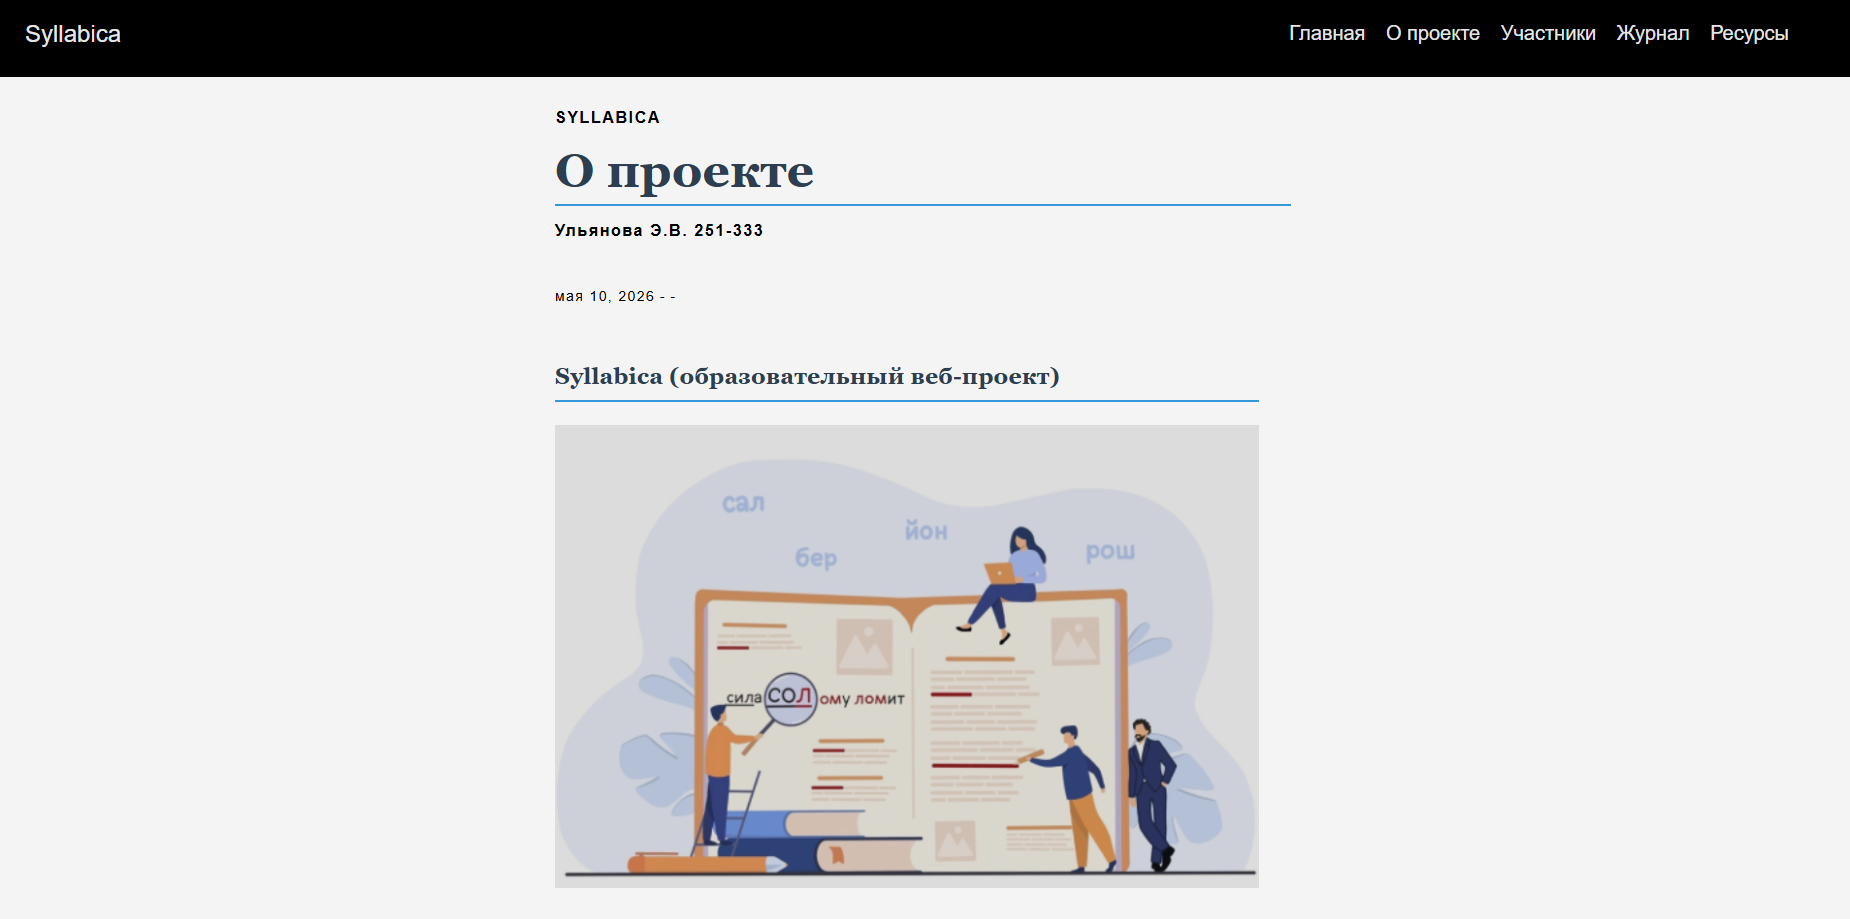 Syllabica
Главная О проекте Участники Журнал Ресурсы
SYLLABICA
О проекте
Ульянова Э.В. 251-333
мая 10, 2026 - -
Syllabica (образовательный веб-проект)
сал
йон
бер
рош
сила СОЛ ому ломит